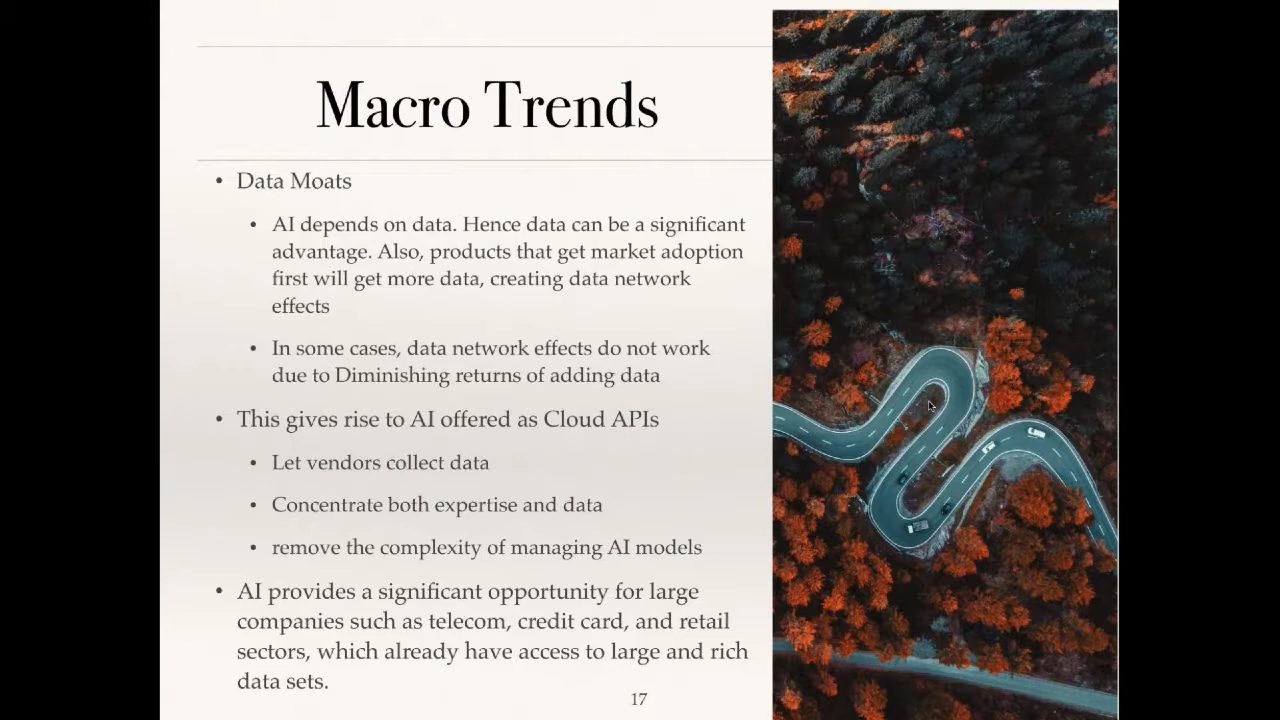 Macro Trends
• Data Moats
• AI depends on data. Hence data can be a significant
advantage. Also, products that get market adoption
first will get more data, creating data network
effects
• In some cases, data network effects do not work
due to Diminishing returns of adding data
• This gives rise to AI offered as Cloud APIs
• Let vendors collect data
• Concentrate both expertise and data
• remove the complexity of managing AI models
• AI provides a significant opportunity for large
companies such as telecom, credit card, and retail
sectors, which already have access to large and rich
data sets.
17